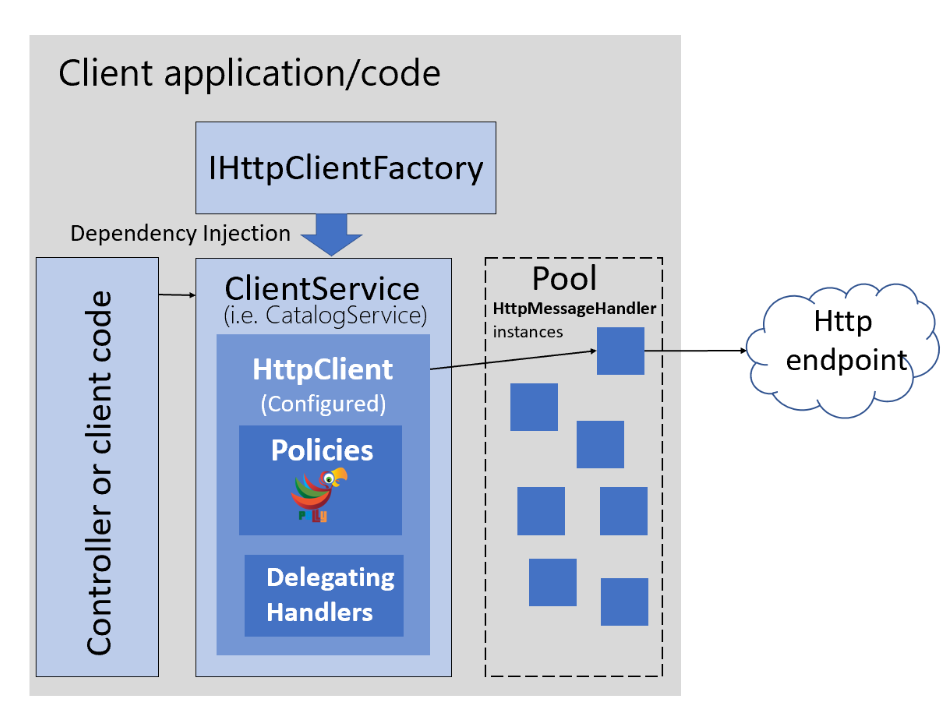 Client application/code
IHttpClientFactory
Dependency Injection
Controller or client code
ClientService
(i.e. CatalogService)
HttpClient
(Configured)
Policies
Delegating
Handlers
Pool
HttpMessageHandler
instances
Http
endpoint